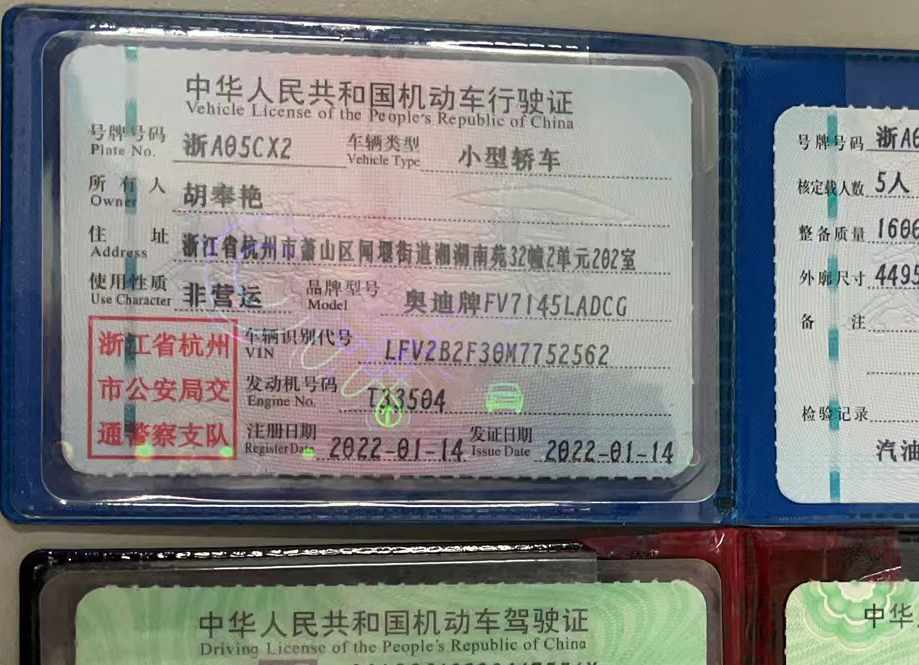 中华人民共和国机动车行驶证
Vehicle License of the People's Republic of China
号牌号码 浙A05CX2 车辆类型 小型轿车
Plate No. Vehicle Type
所有人 胡奉艳
Owner
住址 浙江省杭州市萧山区闻堰街道湘湖南苑32幢2单元202室
Address
使用性质 非营运 品牌型号 奥迪牌FV7145LADCG
Use Character Model
浙江省杭州
市公安局交
通警察支队
车辆识别代号 LFV2B2F30M7752562
VIN
发动机号码 T33504
Engine No.
注册日期 2022-01-14 发证日期 2022-01-14
Register Date Issue Date
号牌号码 浙A0
核定载人数 5人
整备质量 160
外廓尺寸 4495
备注
检验记录
汽油
中华人民共和国机动车驾驶证
Driving License of the People's Republic of China
中华人